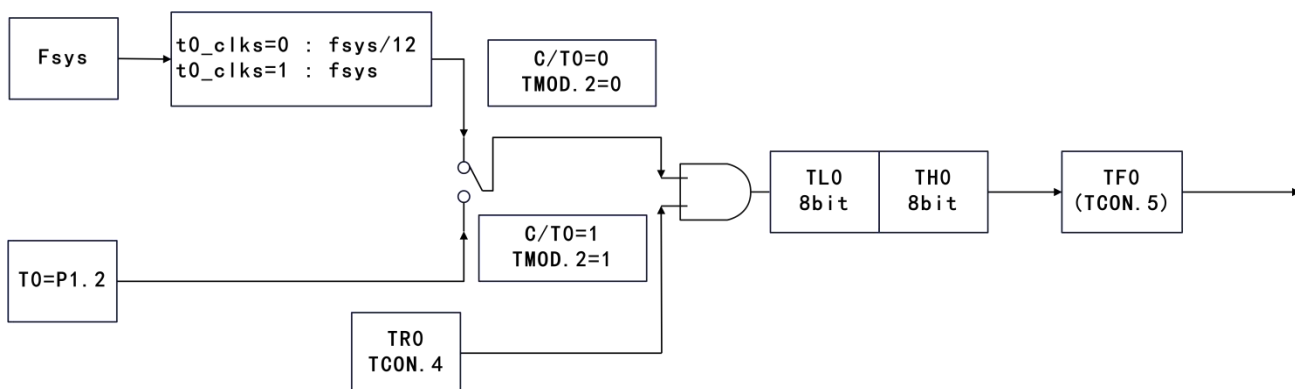 Fsys
t0_clks=0 : fsys/12
t0_clks=1 : fsys
C/T0=0
TMOD.2=0
TL0
8bit
TH0
8bit
TF0
(TCON.5)
C/T0=1
TMOD.2=1
T0=P1.2
TR0
TCON.4